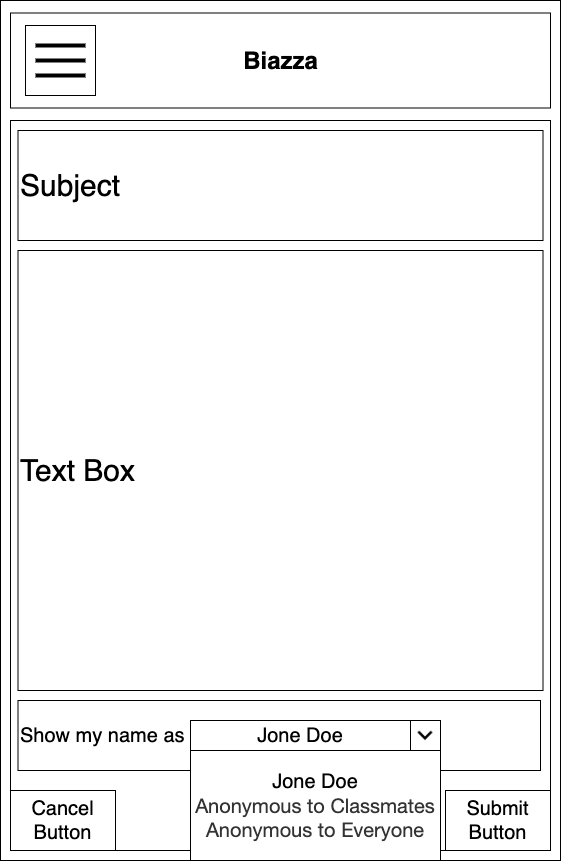 Biazza
Subject
Text Box
Show my name as
Jone Doe
Jone Doe
Anonymous to Classmates
Anonymous to Everyone
Cancel
Button
Submit
Button